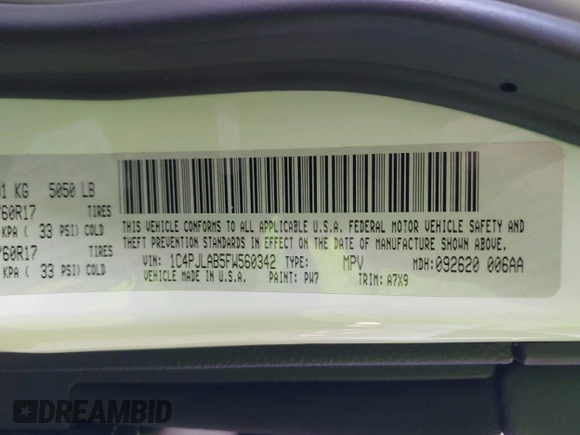 01 KG 5050 LB
/60R17 TIRES
KPA ( 33 PSI) COLD
/60R17 TIRES
KPA ( 33 PSI) COLD
THIS VEHICLE CONFORMS TO ALL APPLICABLE U.S.A. FEDERAL MOTOR VEHICLE SAFETY AND
THEFT PREVENTION STANDARDS IN EFFECT ON THE DATE OF MANUFACTURE SHOWN ABOVE.
VIN: 1C4PJLAB5FW560342 TYPE: MPV MDH: 092620 006AA
VEHICLE MADE IN U.S.A. PAINT: PW7 TRIM: A7X9
DREAMBID